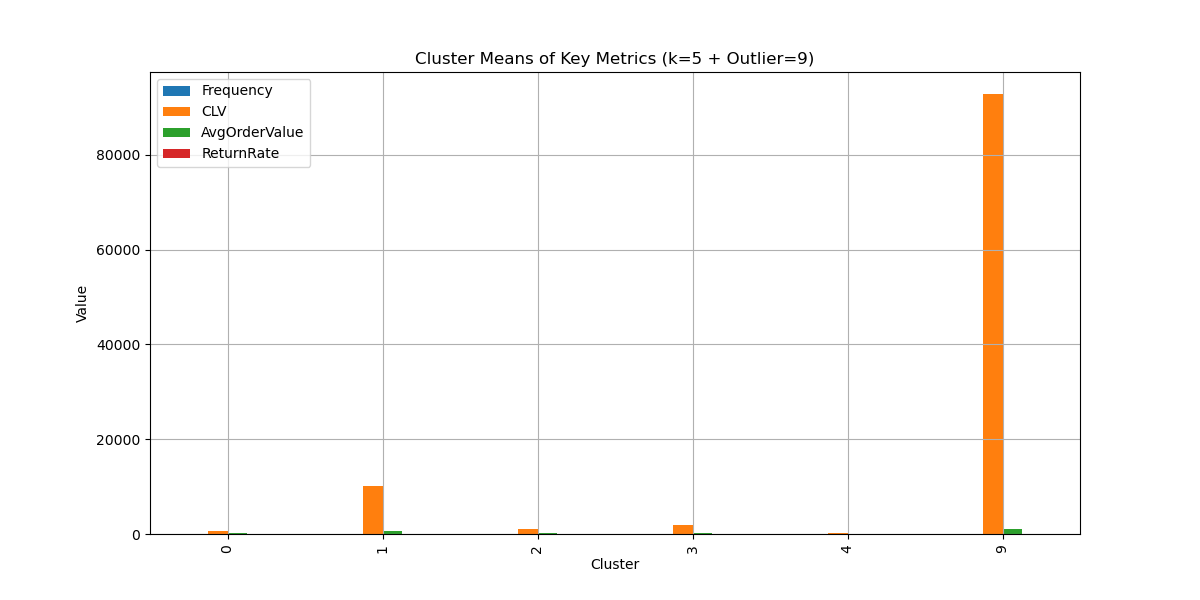 Cluster Means of Key Metrics (k=5 + Outlier=9)
Frequency
CLV
AvgOrderValue
ReturnRate
Value
80000
60000
40000
20000
0
0
1
2
3
4
9
Cluster